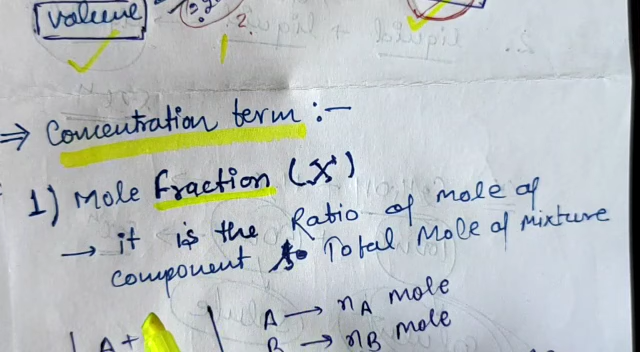 volume
2.
⇒ Concentration term :-
1) Mole Fraction (X)
→ it is the Ratio of mole of
component to Total Mole of mixture
A → nA mole
B → nB mole
A +